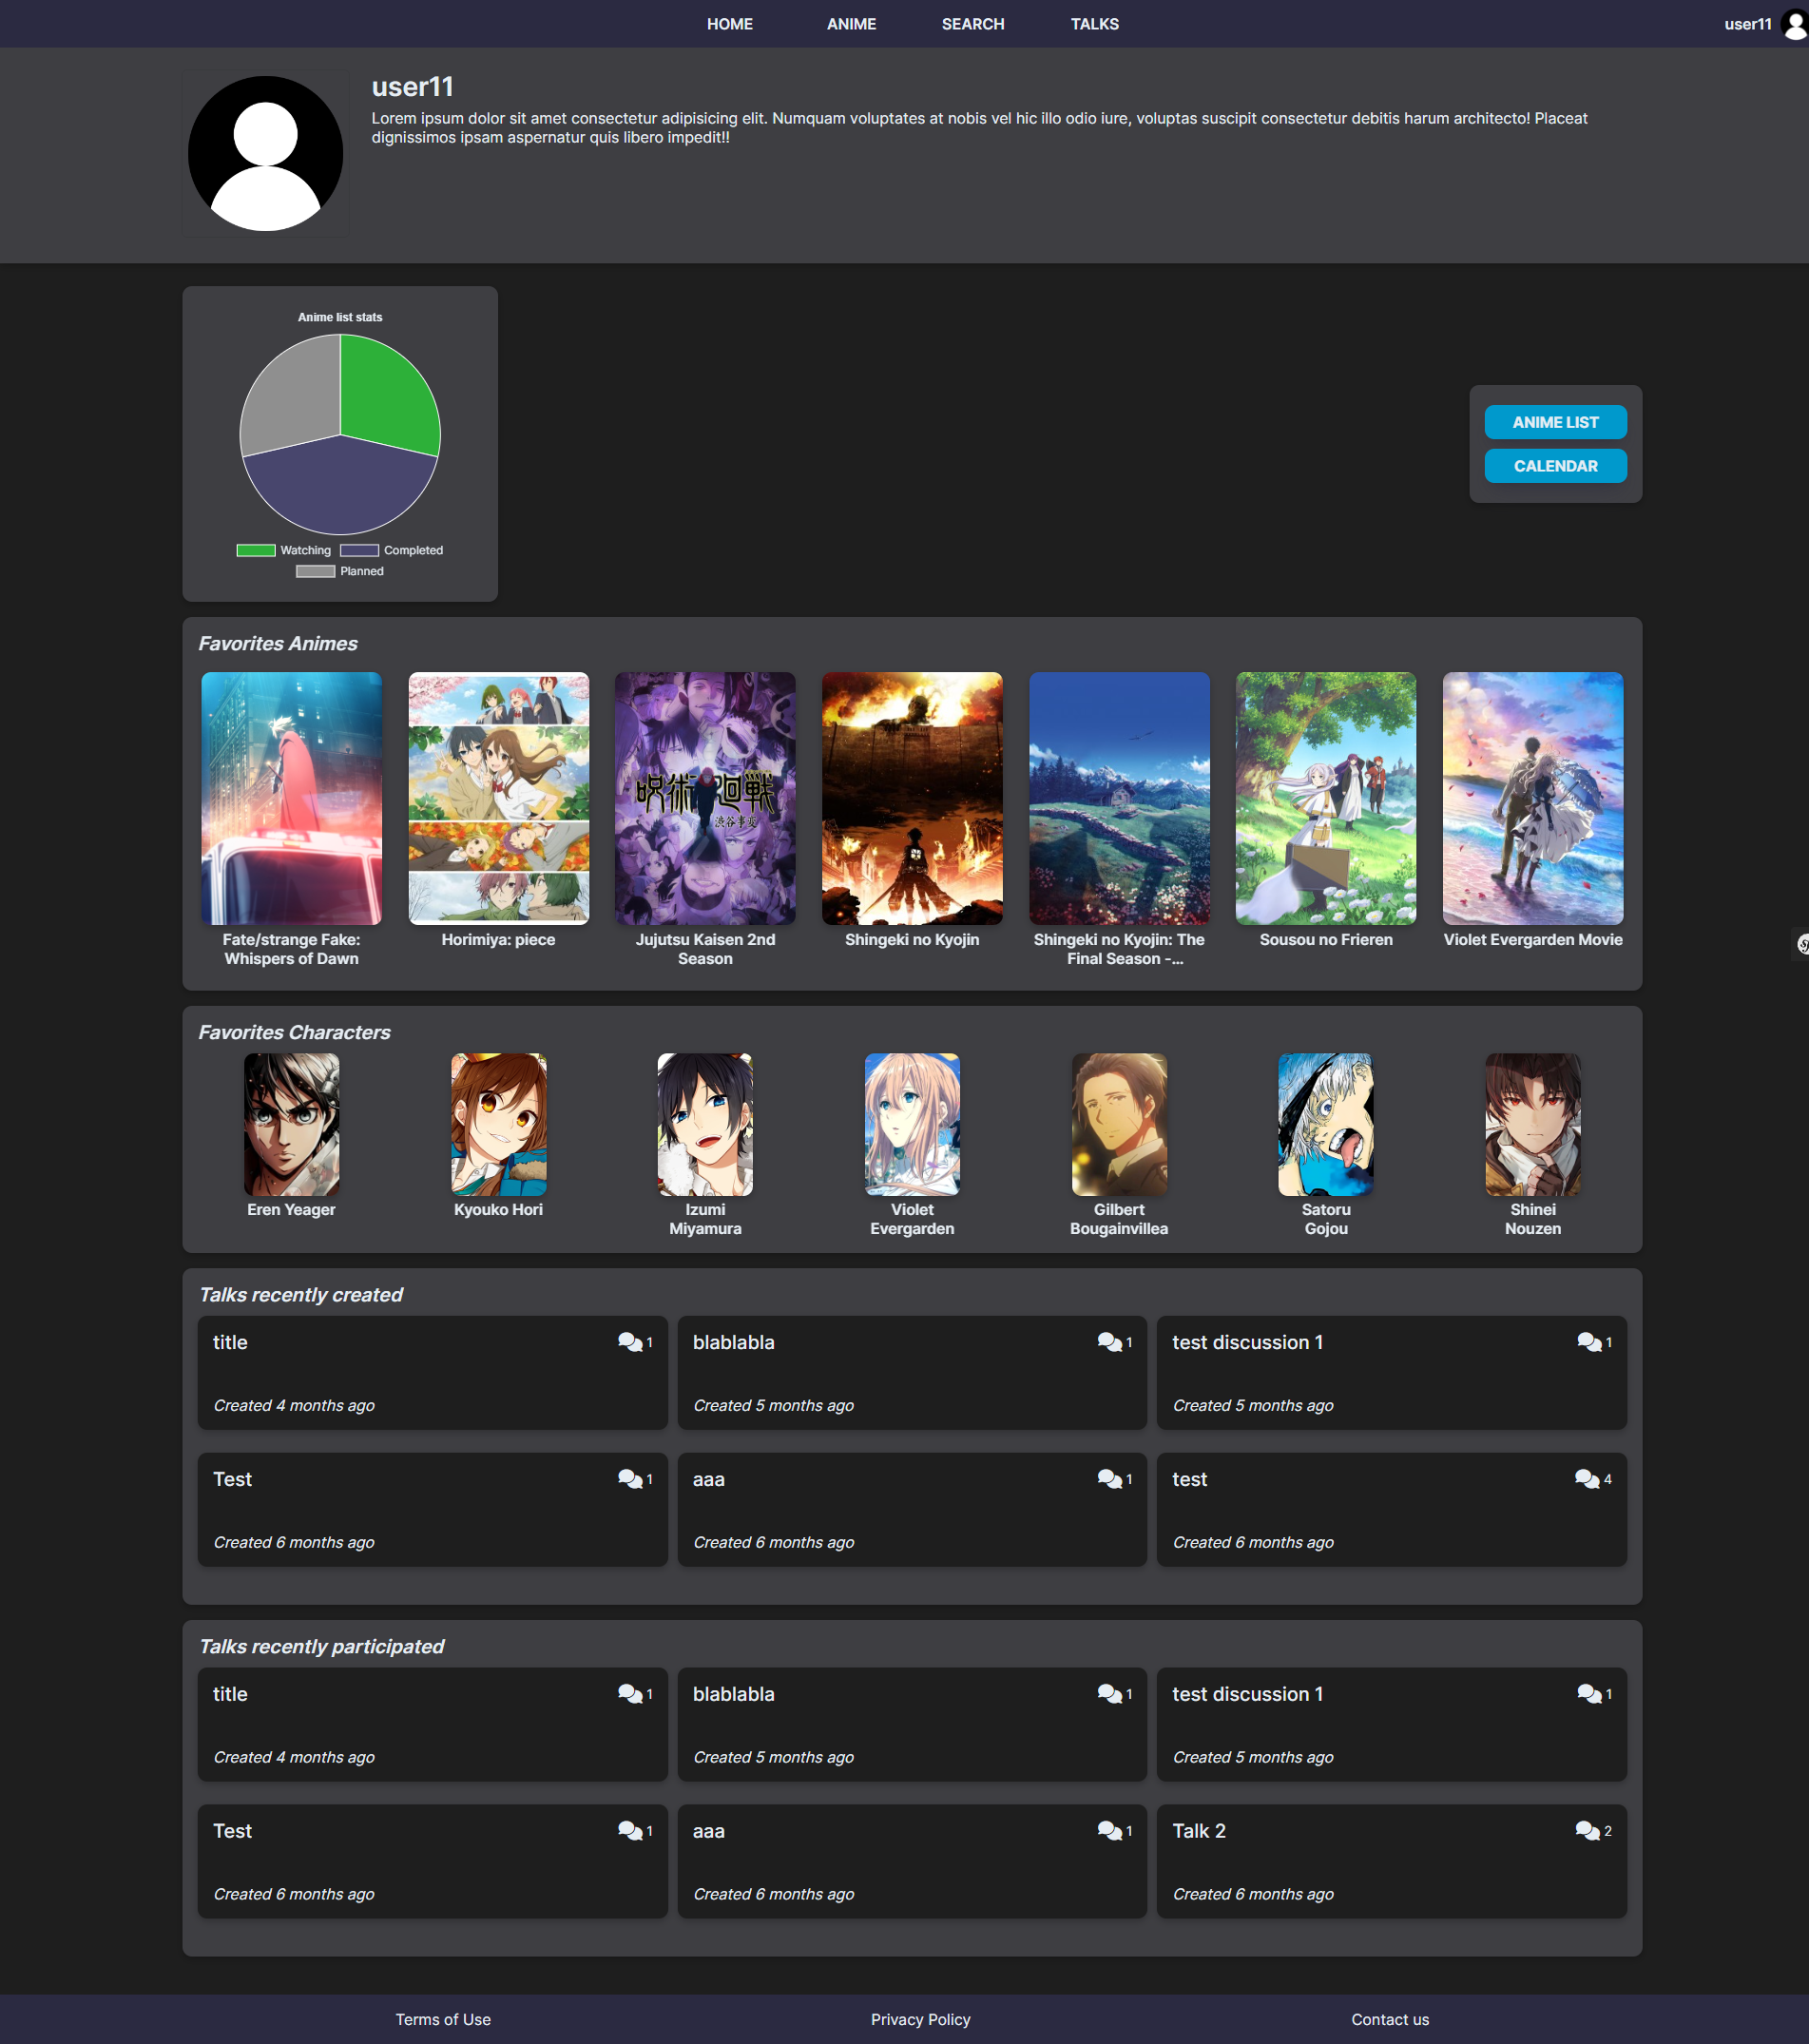 HOME ANIME SEARCH TALKS user11
user11
Lorem ipsum dolor sit amet consectetur adipisicing elit. Numquam voluptates at nobis vel hic illo odio iure, voluptas suscipit consectetur debitis harum architecto! Placeat
dignissimos ipsam aspernatur quis libero impedit!!
Anime list stats
Watching Completed
Planned
ANIME LIST
CALENDAR
Favorites Animes
呪術廻戦
渋谷事変
Fate/strange Fake:
Whispers of Dawn
Horimiya: piece
Jujutsu Kaisen 2nd
Season
Shingeki no Kyojin
Shingeki no Kyojin: The
Final Season -...
Sousou no Frieren
Violet Evergarden Movie
Favorites Characters
Eren Yeager
Kyouko Hori
Izumi
Miyamura
Violet
Evergarden
Gilbert
Bougainvillea
Satoru
Gojou
Shinei
Nouzen
Talks recently created
title 1
Created 4 months ago
blablabla 1
Created 5 months ago
test discussion 1 1
Created 5 months ago
Test 1
Created 6 months ago
aaa 1
Created 6 months ago
test 4
Created 6 months ago
Talks recently participated
title 1
Created 4 months ago
blablabla 1
Created 5 months ago
test discussion 1 1
Created 5 months ago
Test 1
Created 6 months ago
aaa 1
Created 6 months ago
Talk 2 2
Created 6 months ago
Terms of Use Privacy Policy Contact us